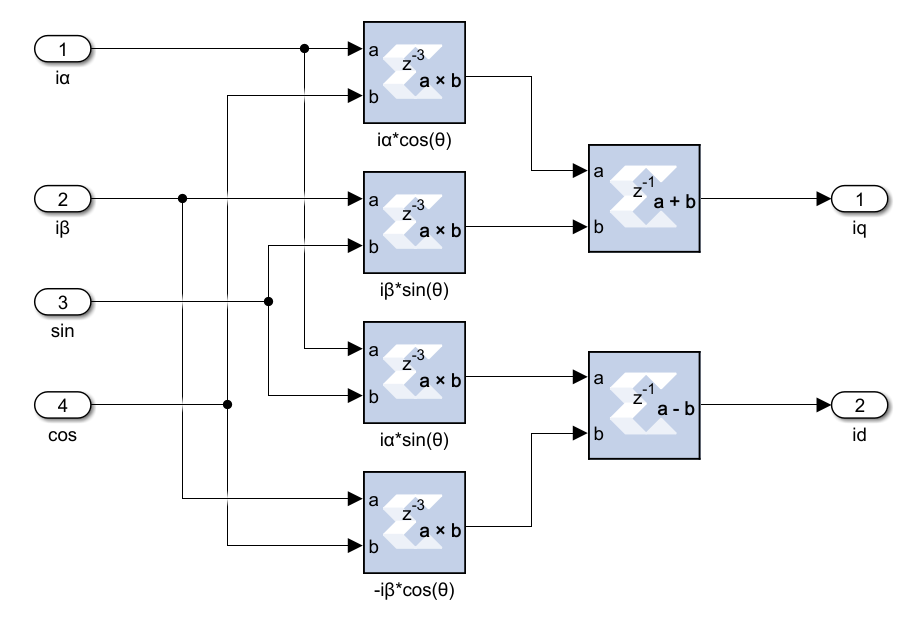 1
iα
a
b
z-3
a × b
iα*cos(θ)
2
iβ
a
b
z-3
a × b
iβ*sin(θ)
a
b
z-1
a + b
1
iq
3
sin
a
b
z-3
a × b
iα*sin(θ)
4
cos
a
b
z-1
a - b
2
id
a
b
z-3
a × b
-iβ*cos(θ)